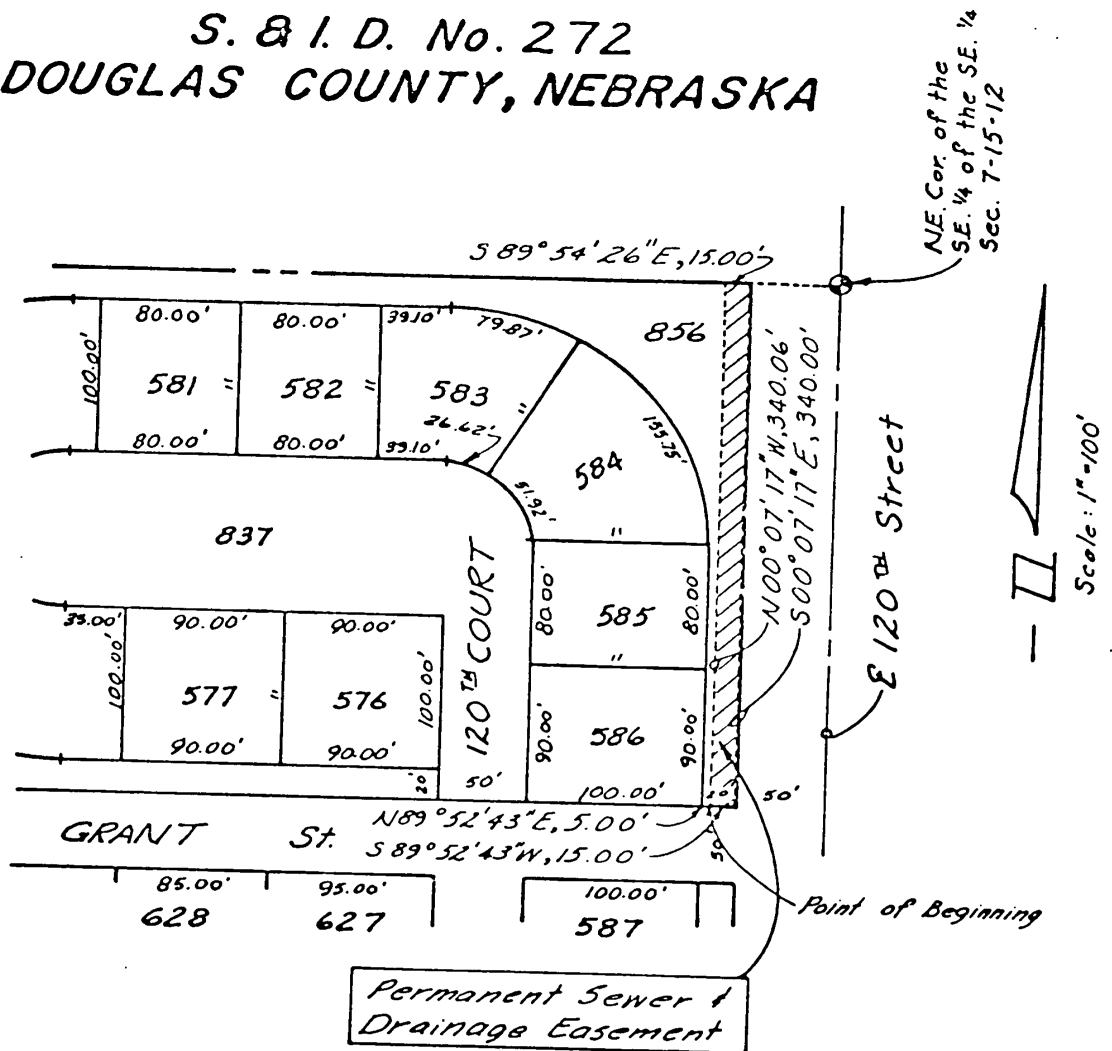 S. & I. D. No. 272
DOUGLAS COUNTY, NEBRASKA
NE. Cor. of the
S.E. ¼ of the S.E. ¼
Sec. 7-15-12
S 89° 54' 26" E, 15.00'
80.00'
80.00'
39.10'
79.87'
856
100.00'
581
"
582
"
583
"
26.62'
80.00'
80.00'
39.10'
584
155.75'
51.92'
"
N00° 07' 17" W, 340.06'
S00° 07' 17" E, 340.00'
120TH Street
Scale: 1"=100'
837
120TH COURT
80.00'
585
80.00'
"
35.00'
90.00'
90.00'
100.00'
577
"
576
100.00'
90.00'
90.00'
90.00'
586
90.00'
20'
50'
100.00'
50'
GRANT St.
N89° 52' 43" E, 5.00'
S 89° 52' 43" W, 15.00'
50'
85.00'
95.00'
100.00'
628
627
587
Point of Beginning
Permanent Sewer &
Drainage Easement